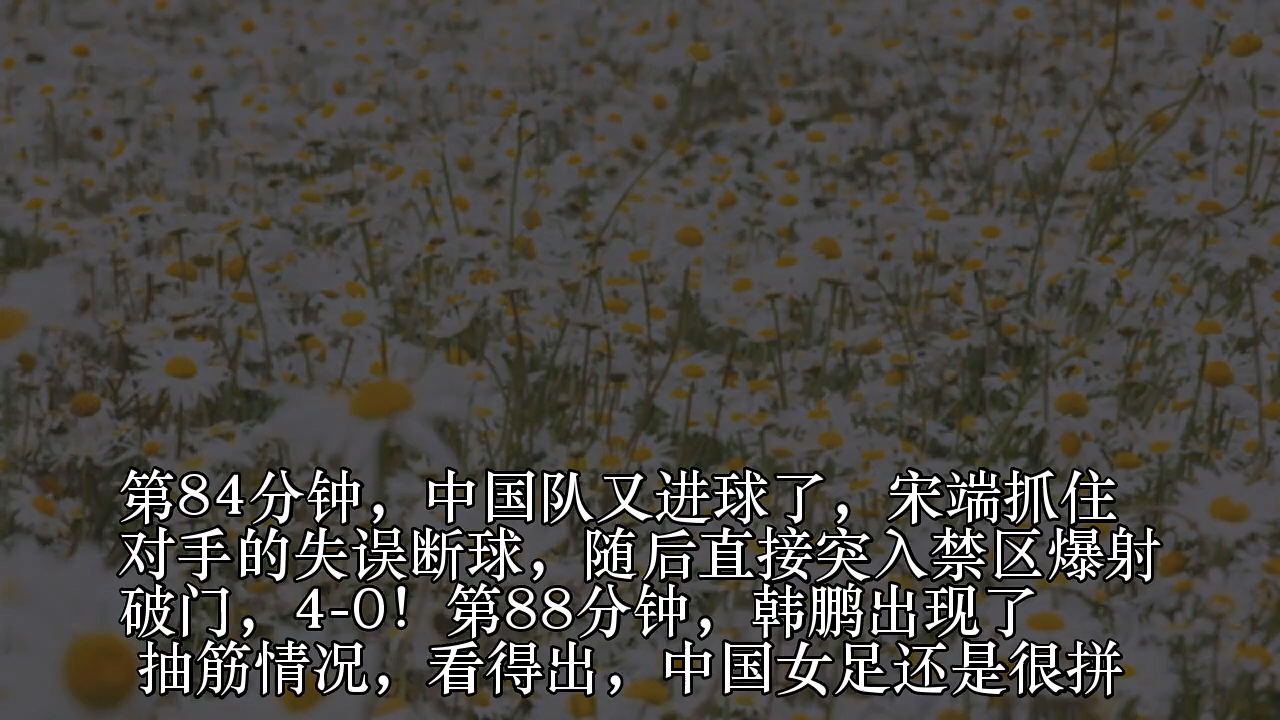 第84分钟，中国队又进球了，宋端抓住
对手的失误断球，随后直接突入禁区爆射
破门，4-0！第88分钟，韩鹏出现了
抽筋情况，看得出，中国女足还是很拼